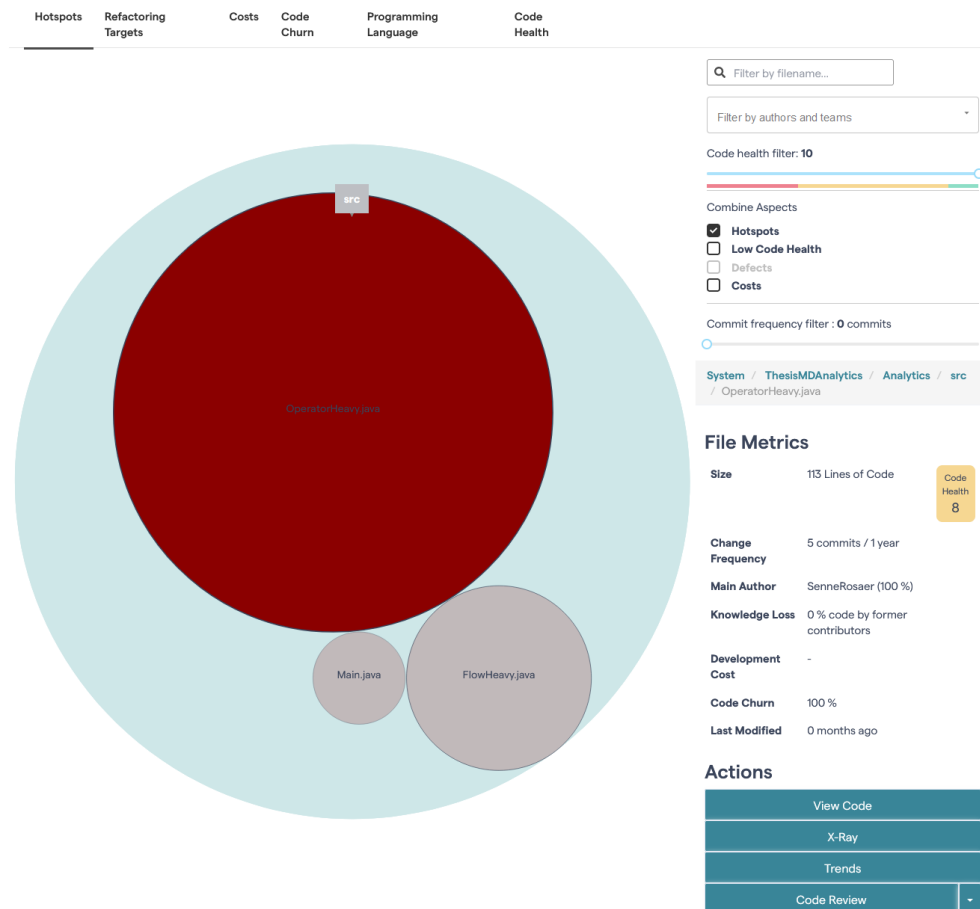 Hotspots
Refactoring
Targets
Costs
Code
Churn
Programming
Language
Code
Health
Filter by filename...
Filter by authors and teams
Code health filter: 10
Combine Aspects
Hotspots
Low Code Health
Defects
Costs
Commit frequency filter : 0 commits
System / ThesisMDAnalytics / Analytics / src
/ OperatorHeavy.java
src
OperatorHeavy.java
Main.java
FlowHeavy.java
File Metrics
Size 113 Lines of Code
Code
Health
8
Change
Frequency
5 commits / 1 year
Main Author SenneRosaer (100 %)
Knowledge Loss 0 % code by former
contributors
Development
Cost
-
Code Churn 100 %
Last Modified 0 months ago
Actions
View Code
X-Ray
Trends
Code Review